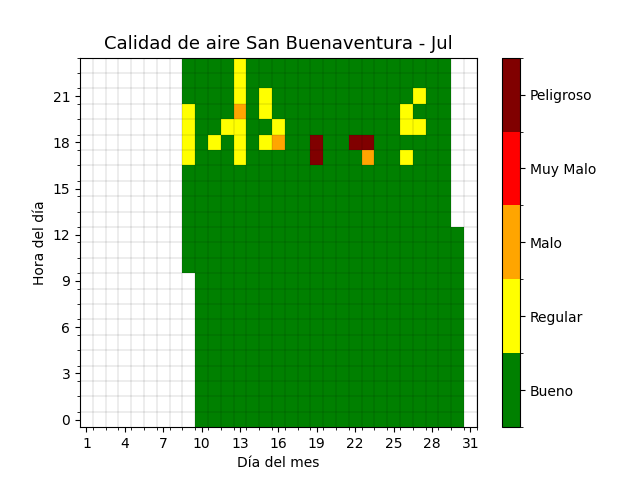 Calidad de aire San Buenaventura - Jul
Hora del día
21
18
15
12
9
6
3
0
1 4 7 10 13 16 19 22 25 28 31
Día del mes
Peligroso
Muy Malo
Malo
Regular
Bueno